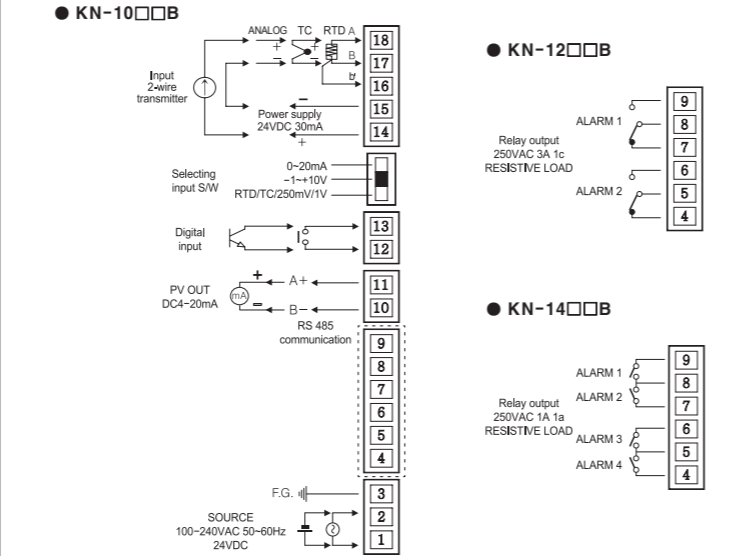 ● KN-10□□B
ANALOG TC RTD A
+ + 18
− − B 17
b' 16
Input
2-wire
transmitter
− 15
Power supply
24VDC 30mA
+ 14
Selecting
input S/W
0~20mA
−1~+10V
RTD/TC/250mV/1V
Digital
input
13
12
PV OUT
DC4~20mA
+ A+ 11
mA
− B− 10
RS 485
communication
9
8
7
6
5
4
F.G. 3
SOURCE
100~240VAC 50~60Hz
24VDC
2
1
● KN-12□□B
ALARM 1
Relay output
250VAC 3A 1c
RESISTIVE LOAD
ALARM 2
9
8
7
6
5
4
● KN-14□□B
ALARM 1
ALARM 2
Relay output
250VAC 1A 1a
RESISTIVE LOAD
ALARM 3
ALARM 4
9
8
7
6
5
4